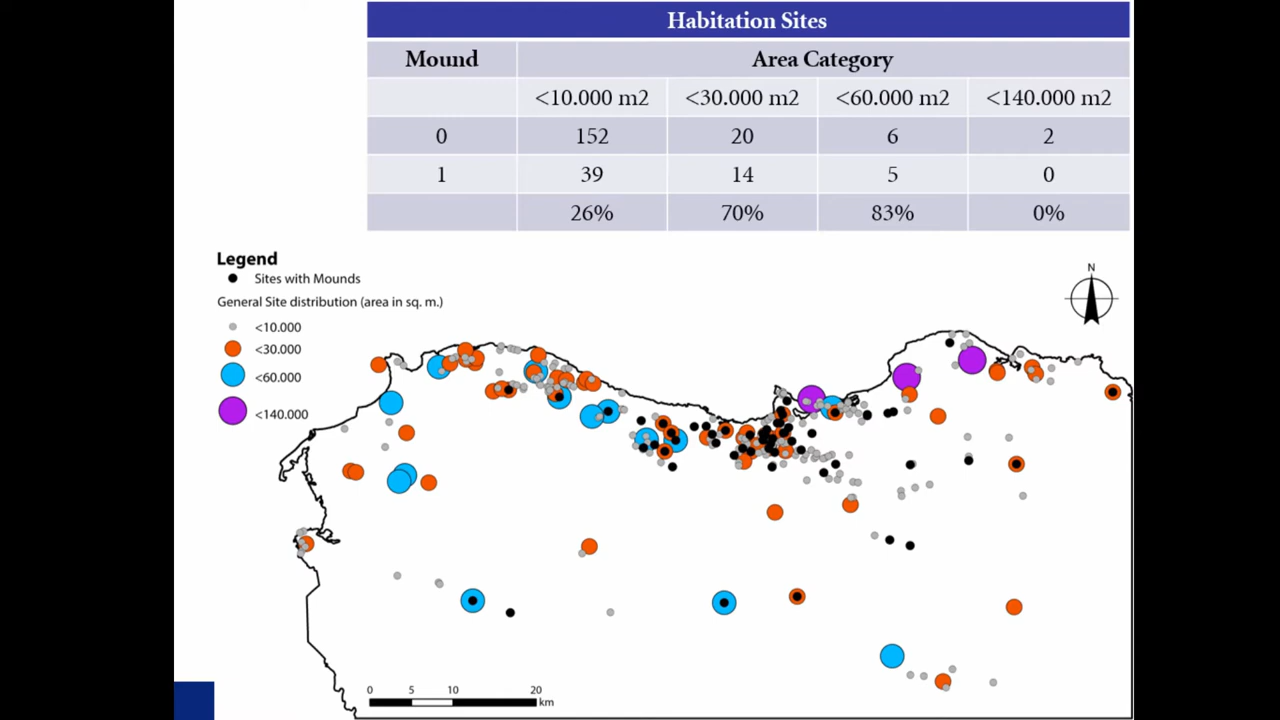 Habitation Sites
Mound Area Category
<10.000 m2 <30.000 m2 <60.000 m2 <140.000 m2
0 152 20 6 2
1 39 14 5 0
26% 70% 83% 0%
Legend
Sites with Mounds
General Site distribution (area in sq. m.)
<10.000
<30.000
<60.000
<140.000
N
0 5 10 20
km